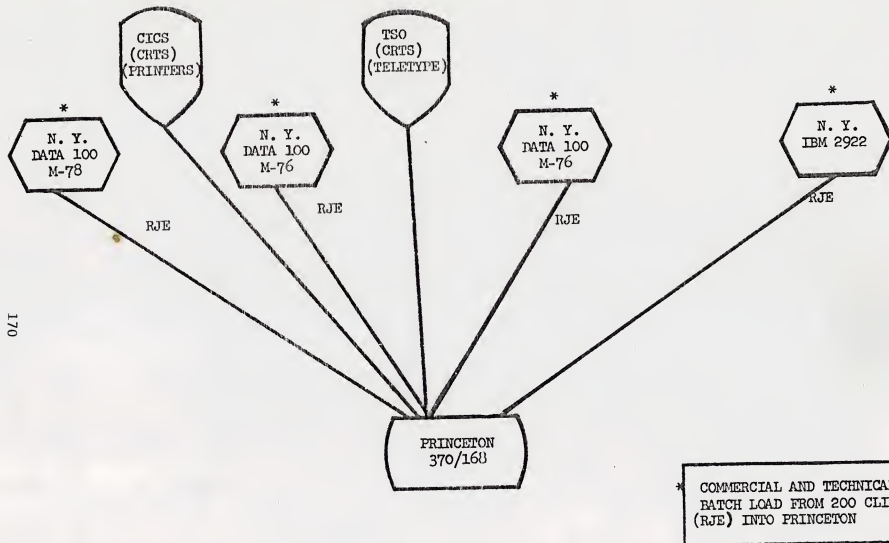 CICS
(CRTS)
(PRINTERS)
TSO
(CRTS)
(TELETYPE)
*
N. Y.
DATA 100
M-78
*
N. Y.
DATA 100
M-76
*
N. Y.
DATA 100
M-76
*
N. Y.
IBM 2922
RJE
RJE
RJE
RJE
170
PRINCETON
370/168
* COMMERCIAL AND TECHNICA
BATCH LOAD FROM 200 CLI
(RJE) INTO PRINCETON